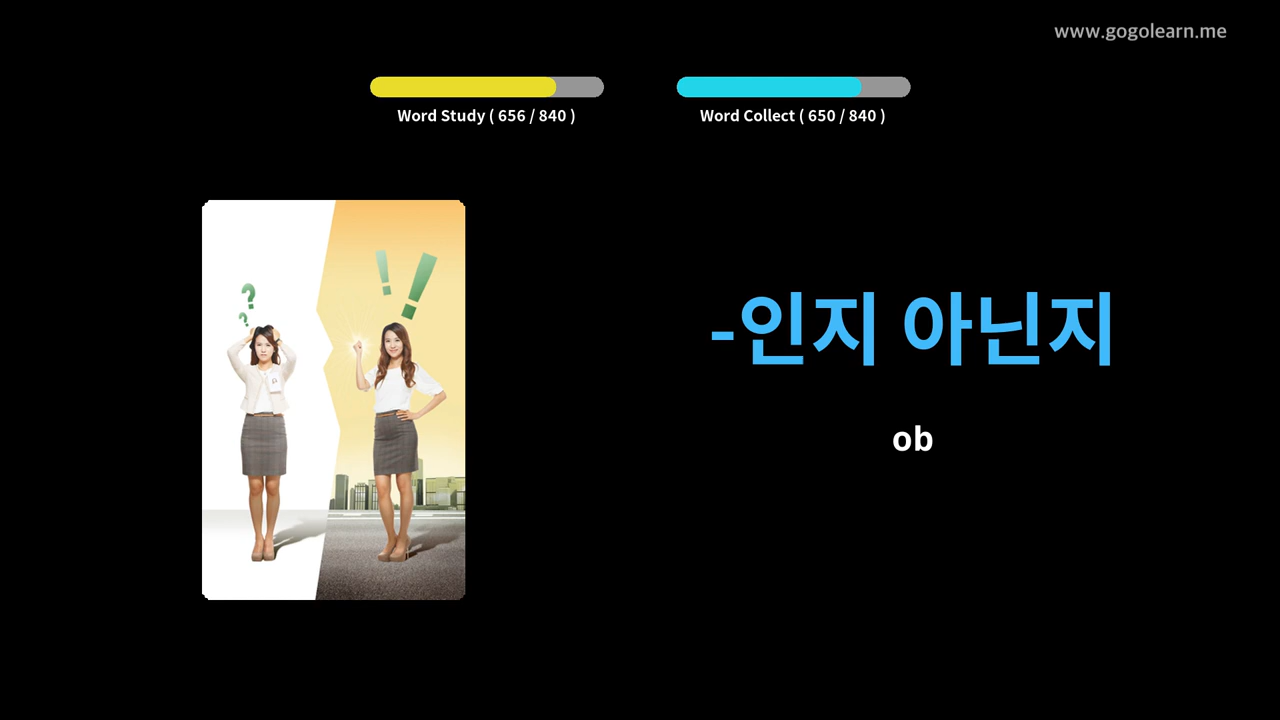 www.gogolearn.me
Word Study ( 656 / 840 )
Word Collect ( 650 / 840 )
? ?
! !
-인지 아닌지
ob